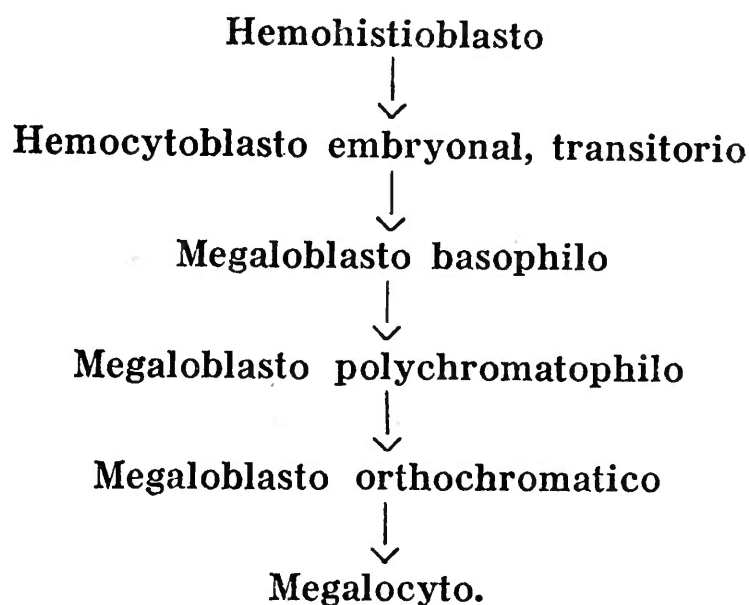 Hemohistioblasto
Hemocytoblasto embryonal, transitorio
Megaloblasto basophilo
Megaloblasto polychromatophilo
Megaloblasto orthochromatico
Megalocyto.